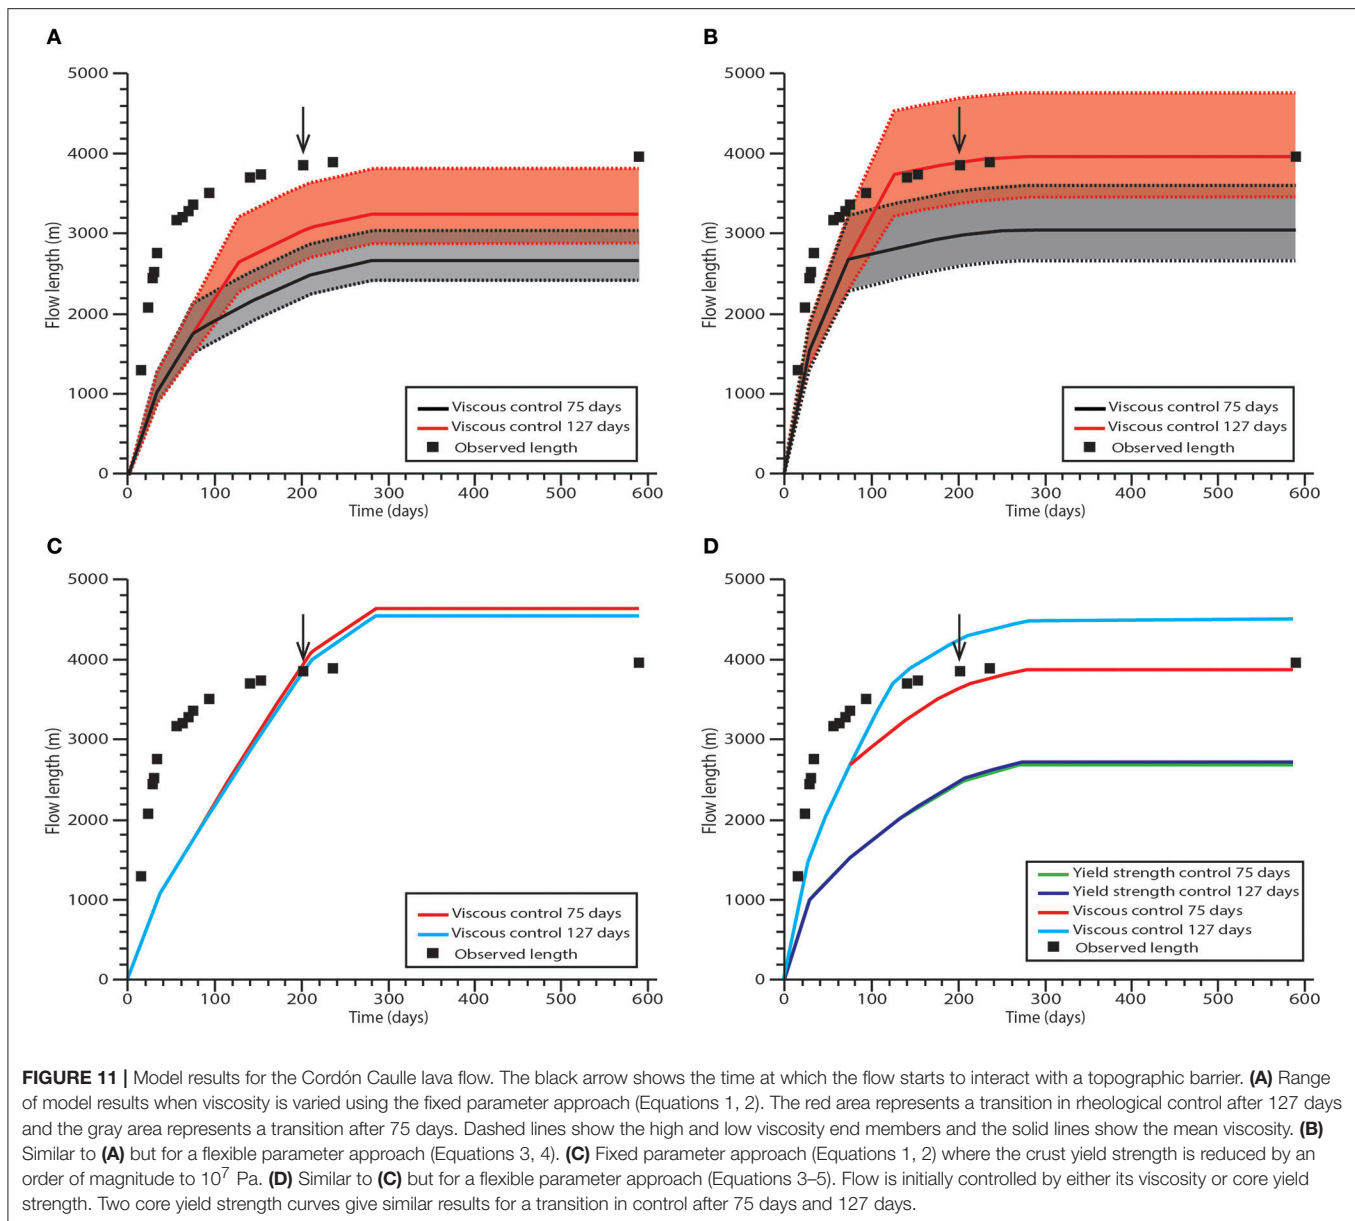 A
5000
4000
3000
2000
1000
0
Flow length (m)
0 100 200 300 400 500 600
Time (days)
Viscous control 75 days
Viscous control 127 days
Observed length
B
5000
4000
3000
2000
1000
0
Flow length (m)
0 100 200 300 400 500 600
Time (days)
Viscous control 75 days
Viscous control 127 days
Observed length
C
5000
4000
3000
2000
1000
0
Flow length (m)
0 100 200 300 400 500 600
Time (days)
Viscous control 75 days
Viscous control 127 days
Observed length
D
5000
4000
3000
2000
1000
0
Flow length (m)
0 100 200 300 400 500 600
Time (days)
Yield strength control 75 days
Yield strength control 127 days
Viscous control 75 days
Viscous control 127 days
Observed length
FIGURE 11 | Model results for the Cordón Caulle lava flow. The black arrow shows the time at which the flow starts to interact with a topographic barrier. (A) Range
of model results when viscosity is varied using the fixed parameter approach (Equations 1, 2). The red area represents a transition in rheological control after 127 days
and the gray area represents a transition after 75 days. Dashed lines show the high and low viscosity end members and the solid lines show the mean viscosity. (B)
Similar to (A) but for a flexible parameter approach (Equations 3, 4). (C) Fixed parameter approach (Equations 1, 2) where the crust yield strength is reduced by an
order of magnitude to 10⁷ Pa. (D) Similar to (C) but for a flexible parameter approach (Equations 3–5). Flow is initially controlled by either its viscosity or core yield
strength. Two core yield strength curves give similar results for a transition in control after 75 days and 127 days.